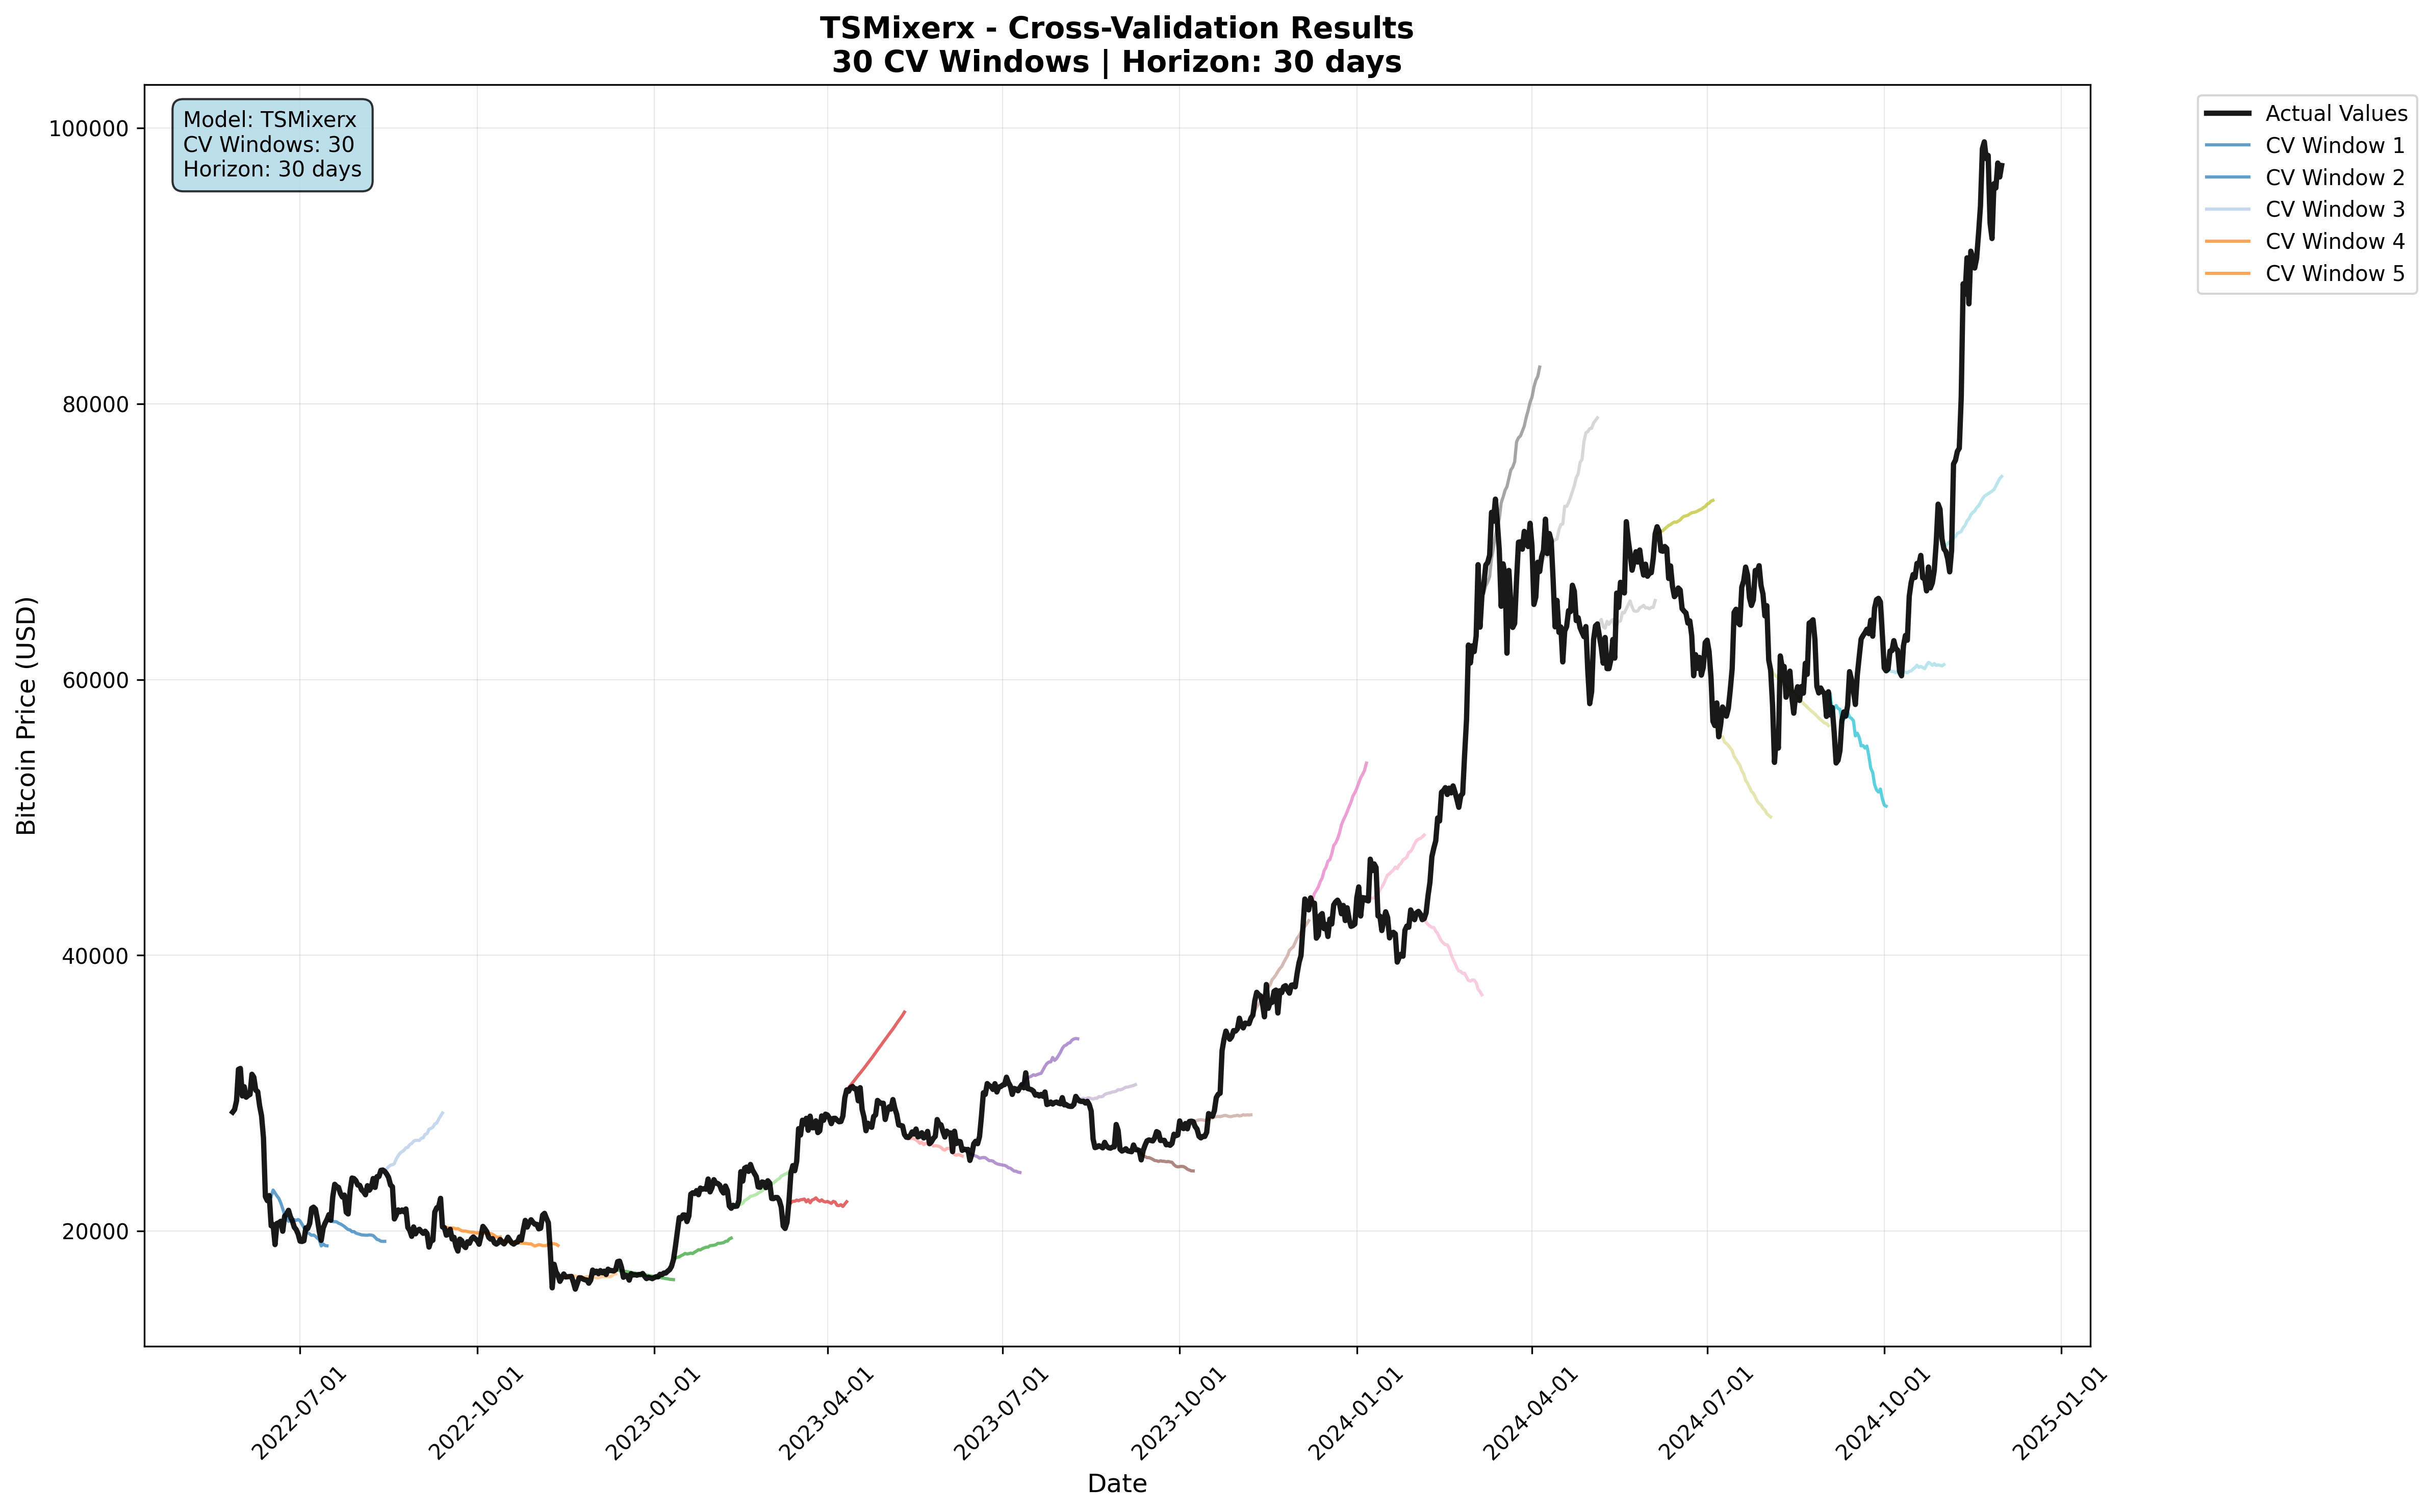 TSMixerx - Cross-Validation Results
30 CV Windows | Horizon: 30 days
Model: TSMixerx
CV Windows: 30
Horizon: 30 days
Actual Values
CV Window 1
CV Window 2
CV Window 3
CV Window 4
CV Window 5
Bitcoin Price (USD)
100000
80000
60000
40000
20000
2022-07-01
2022-10-01
2023-01-01
2023-04-01
2023-07-01
2023-10-01
2024-01-01
2024-04-01
2024-07-01
2024-10-01
2025-01-01
Date